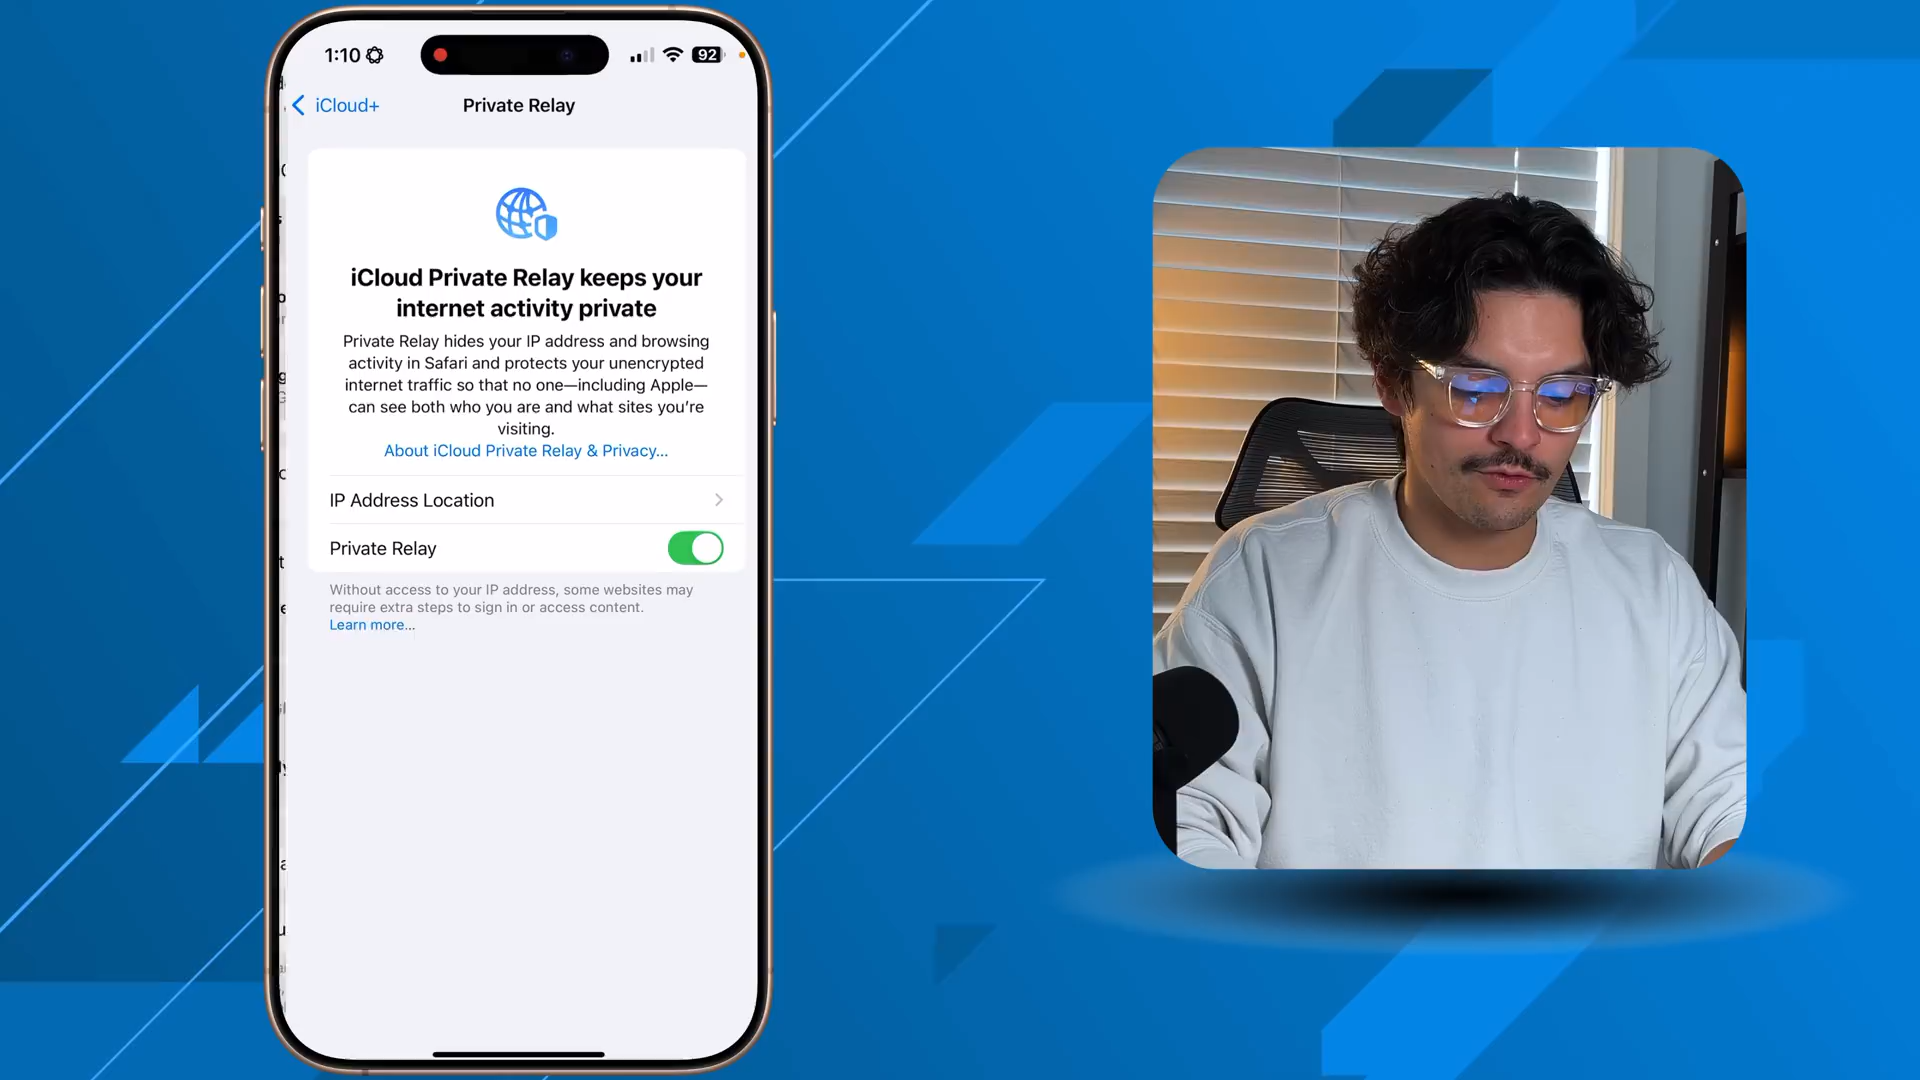 1:10
92
iCloud+
Private Relay
iCloud Private Relay keeps your
internet activity private
Private Relay hides your IP address and browsing
activity in Safari and protects your unencrypted
internet traffic so that no one—including Apple—
can see both who you are and what sites you're
visiting.
About iCloud Private Relay & Privacy...
IP Address Location
Private Relay
Without access to your IP address, some websites may
require extra steps to sign in or access content.
Learn more...